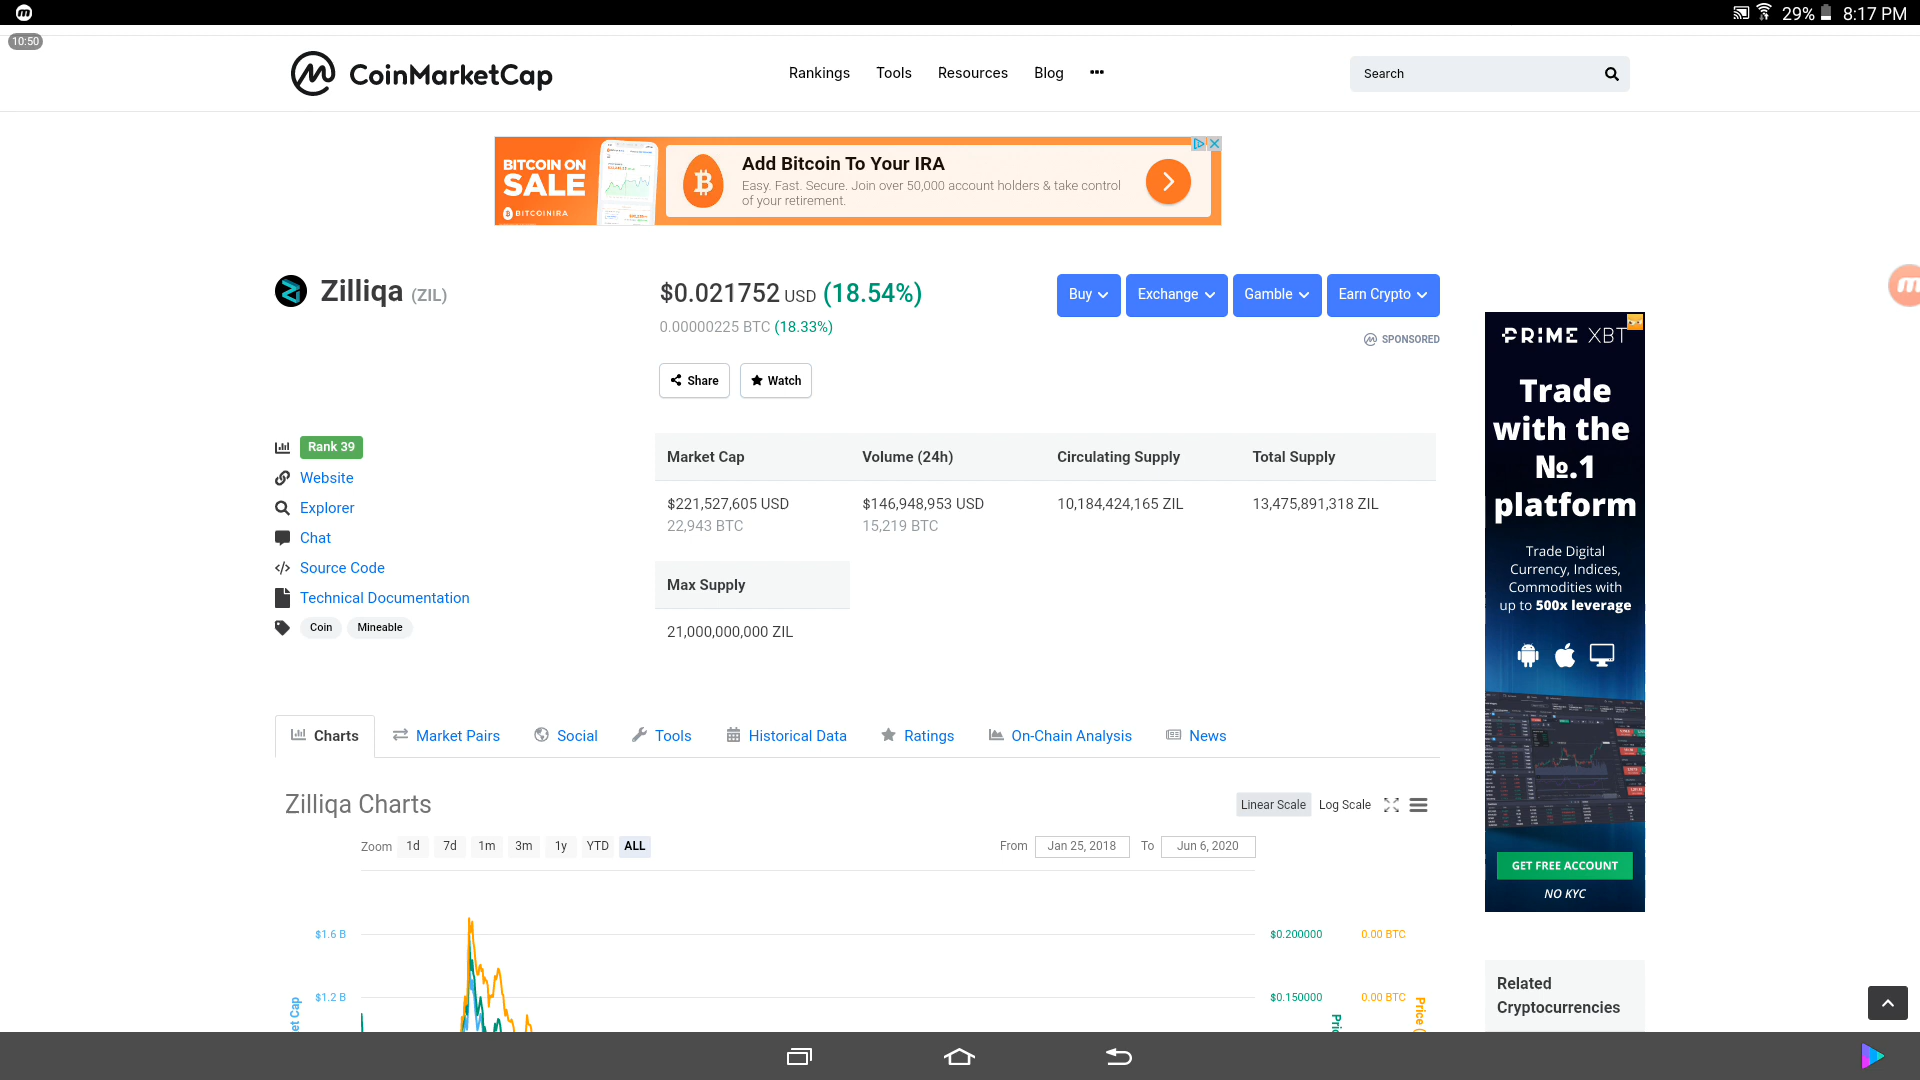 29% 8:17 PM
10:50
CoinMarketCap
Rankings Tools Resources Blog •••
Search
BITCOIN ON
SALE
BITCOINIRA
Add Bitcoin To Your IRA
Easy. Fast. Secure. Join over 50,000 account holders & take control
of your retirement.
Zilliqa (ZIL)
$0.021752 USD (18.54%)
0.00000225 BTC (18.33%)
Buy Exchange Gamble Earn Crypto
SPONSORED
Share Watch
Rank 39
Website
Explorer
Chat
Source Code
Technical Documentation
Coin Mineable
Market Cap Volume (24h) Circulating Supply Total Supply
$221,527,605 USD $146,948,953 USD 10,184,424,165 ZIL 13,475,891,318 ZIL
22,943 BTC 15,219 BTC
Max Supply
21,000,000,000 ZIL
PRIME XBT
Trade
with the
№.1
platform
Trade Digital
Currency, Indices,
Commodities with
up to 500x leverage
GET FREE ACCOUNT
NO KYC
Charts Market Pairs Social Tools Historical Data Ratings On-Chain Analysis News
Zilliqa Charts
Linear Scale Log Scale
Zoom 1d 7d 1m 3m 1y YTD ALL
From Jan 25, 2018 To Jun 6, 2020
$1.6 B $0.200000 0.00 BTC
$1.2 B $0.150000 0.00 BTC
et Cap
Pric
Price (
Related
Cryptocurrencies